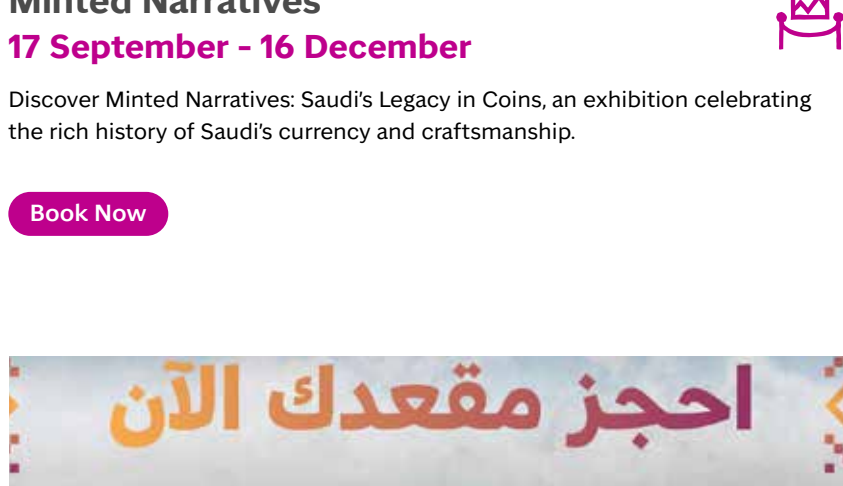 Minted Narratives
17 September - 16 December
Discover Minted Narratives: Saudi's Legacy in Coins, an exhibition celebrating
the rich history of Saudi's currency and craftsmanship.
Book Now
احجز مقعدك الآن